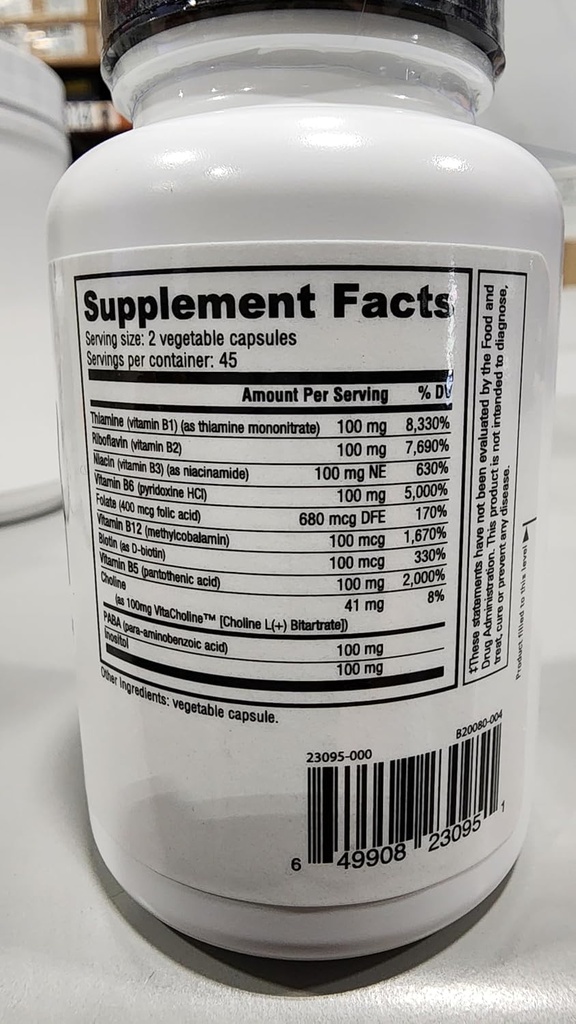 Supplement Facts
Serving size: 2 vegetable capsules
Servings per container: 45
Amount Per Serving % DV
Thiamine (vitamin B1) (as thiamine mononitrate) 100 mg 8,330%
Riboflavin (vitamin B2) 100 mg 7,690%
Niacin (vitamin B3) (as niacinamide) 100 mg NE 630%
Vitamin B6 (pyridoxine HCl) 100 mg 5,000%
Folate (400 mcg folic acid) 680 mcg DFE 170%
Vitamin B12 (methylcobalamin) 100 mcg 1,670%
Biotin (as D-biotin) 100 mcg 330%
Vitamin B5 (pantothenic acid) 100 mg 2,000%
Choline 41 mg 8%
(as 100mg VitaCholine™ [Choline L(+) Bitartrate])
PABA (para-aminobenzoic acid) 100 mg
Inositol 100 mg
Other Ingredients: vegetable capsule.
‡These statements have not been evaluated by the Food and
Drug Administration. This product is not intended to diagnose,
treat, cure or prevent any disease.
Product filled to this level
23095-000
B20080-004
6 49908 23095 1